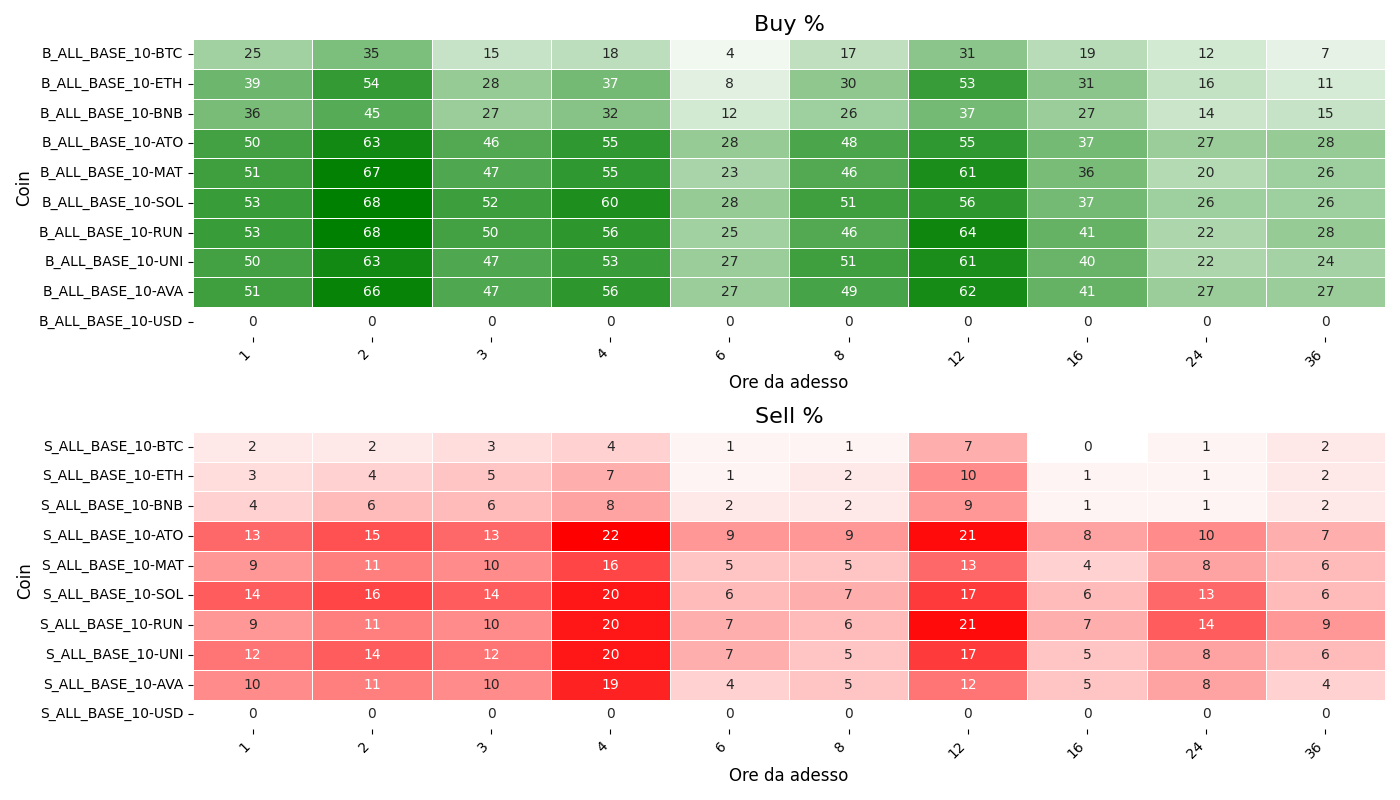 Buy %
Coin
B_ALL_BASE_10-BTC 25 35 15 18 4 17 31 19 12 7
B_ALL_BASE_10-ETH 39 54 28 37 8 30 53 31 16 11
B_ALL_BASE_10-BNB 36 45 27 32 12 26 37 27 14 15
B_ALL_BASE_10-ATO 50 63 46 55 28 48 55 37 27 28
B_ALL_BASE_10-MAT 51 67 47 55 23 46 61 36 20 26
B_ALL_BASE_10-SOL 53 68 52 60 28 51 56 37 26 26
B_ALL_BASE_10-RUN 53 68 50 56 25 46 64 41 22 28
B_ALL_BASE_10-UNI 50 63 47 53 27 51 61 40 22 24
B_ALL_BASE_10-AVA 51 66 47 56 27 49 62 41 27 27
B_ALL_BASE_10-USD 0 0 0 0 0 0 0 0 0 0
1 2 3 4 6 8 12 16 24 36
Ore da adesso
Sell %
Coin
S_ALL_BASE_10-BTC 2 2 3 4 1 1 7 0 1 2
S_ALL_BASE_10-ETH 3 4 5 7 1 2 10 1 1 2
S_ALL_BASE_10-BNB 4 6 6 8 2 2 9 1 1 2
S_ALL_BASE_10-ATO 13 15 13 22 9 9 21 8 10 7
S_ALL_BASE_10-MAT 9 11 10 16 5 5 13 4 8 6
S_ALL_BASE_10-SOL 14 16 14 20 6 7 17 6 13 6
S_ALL_BASE_10-RUN 9 11 10 20 7 6 21 7 14 9
S_ALL_BASE_10-UNI 12 14 12 20 7 5 17 5 8 6
S_ALL_BASE_10-AVA 10 11 10 19 4 5 12 5 8 4
S_ALL_BASE_10-USD 0 0 0 0 0 0 0 0 0 0
1 2 3 4 6 8 12 16 24 36
Ore da adesso